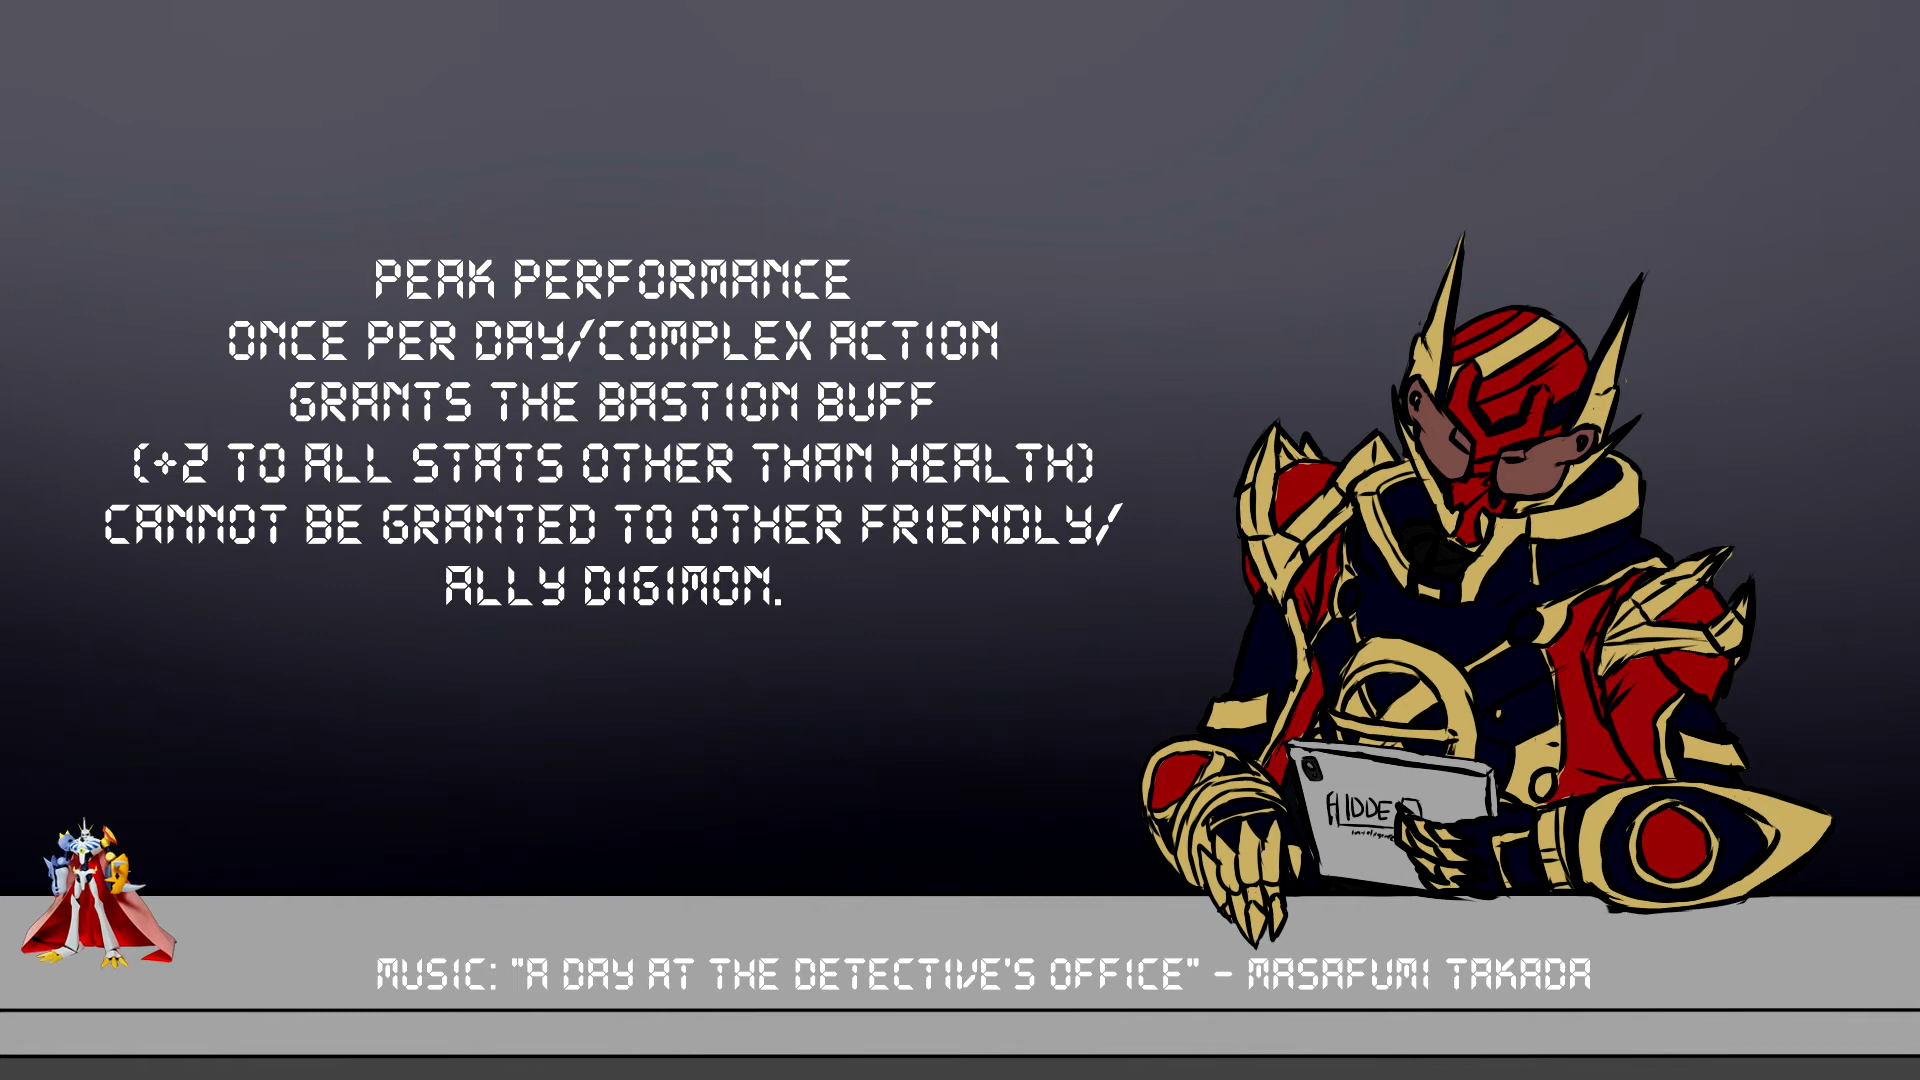 PEAK PERFORMANCE
ONCE PER DAY/COMPLEX ACTION
GRANTS THE BASTION BUFF
(+2 TO ALL STATS OTHER THAN HEALTH)
CANNOT BE GRANTED TO OTHER FRIENDLY/
ALLY DIGIMON.
HIDDE
MUSIC: "A DAY AT THE DETECTIVE'S OFFICE" - MASAFUMI TAKADA